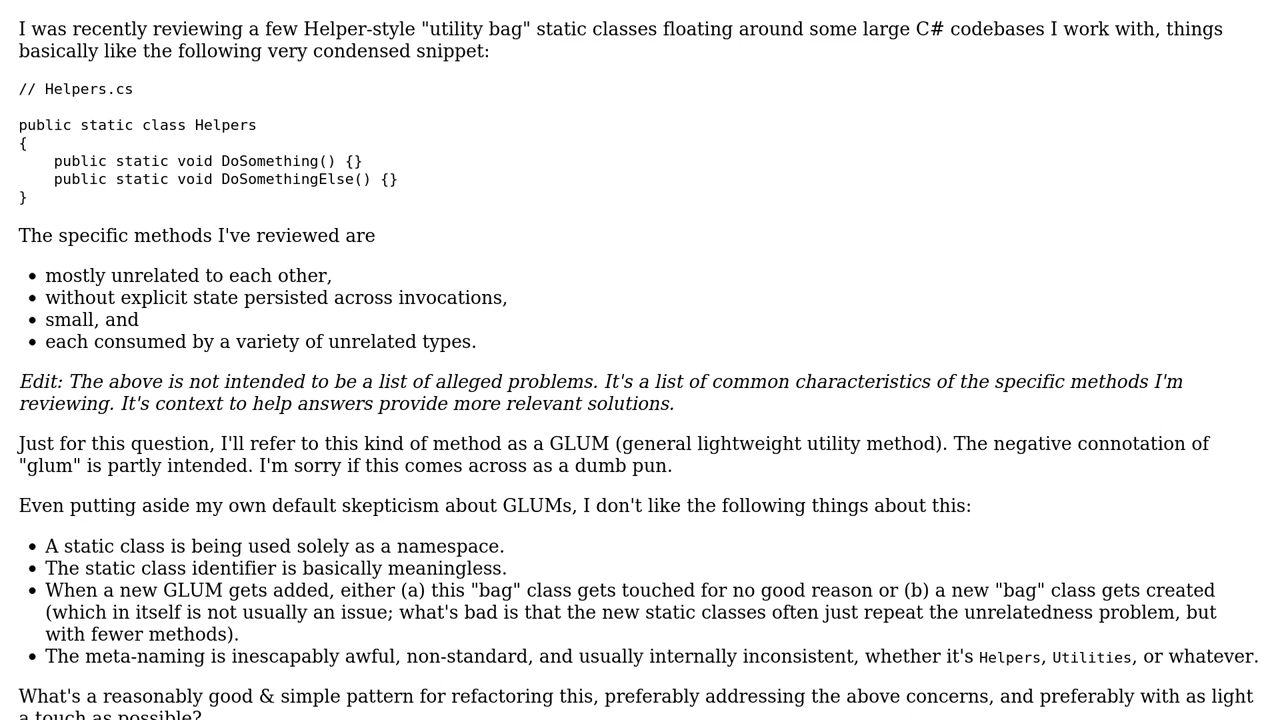 I was recently reviewing a few Helper-style "utility bag" static classes floating around some large C# codebases I work with, things
basically like the following very condensed snippet:
// Helpers.cs
public static class Helpers
{
    public static void DoSomething() {}
    public static void DoSomethingElse() {}
}
The specific methods I've reviewed are
• mostly unrelated to each other,
• without explicit state persisted across invocations,
• small, and
• each consumed by a variety of unrelated types.
Edit: The above is not intended to be a list of alleged problems. It's a list of common characteristics of the specific methods I'm
reviewing. It's context to help answers provide more relevant solutions.
Just for this question, I'll refer to this kind of method as a GLUM (general lightweight utility method). The negative connotation of
"glum" is partly intended. I'm sorry if this comes across as a dumb pun.
Even putting aside my own default skepticism about GLUMs, I don't like the following things about this:
• A static class is being used solely as a namespace.
• The static class identifier is basically meaningless.
• When a new GLUM gets added, either (a) this "bag" class gets touched for no good reason or (b) a new "bag" class gets created
(which in itself is not usually an issue; what's bad is that the new static classes often just repeat the unrelatedness problem, but
with fewer methods).
• The meta-naming is inescapably awful, non-standard, and usually internally inconsistent, whether it's Helpers, Utilities, or whatever.
What's a reasonably good & simple pattern for refactoring this, preferably addressing the above concerns, and preferably with as light
a touch as possible?